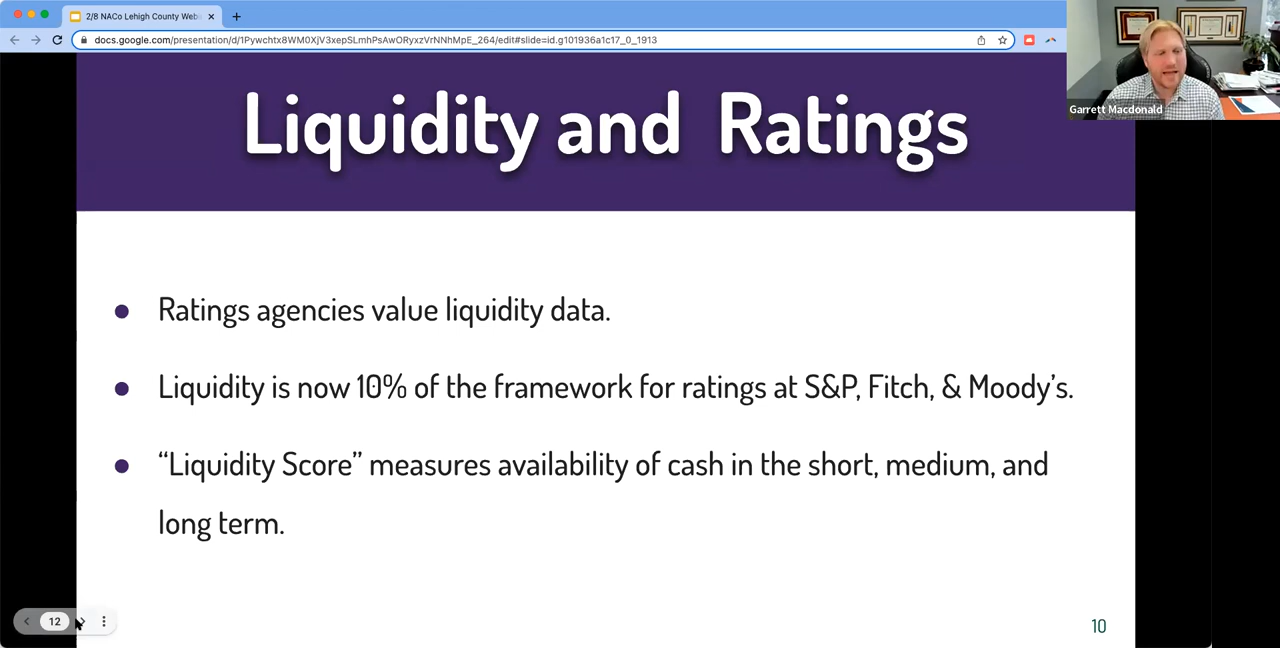 2/8 NACo Lehigh County Web
docs.google.com/presentation/d/1Pywchtx8WM0XjV3xepSLmhPsAwORyxzVrNNhMpE_264/edit#slide=id.g101936a1c17_0_1913
Garrett Macdonald
Liquidity and Ratings
● Ratings agencies value liquidity data.
● Liquidity is now 10% of the framework for ratings at S&P, Fitch, & Moody’s.
● “Liquidity Score” measures availability of cash in the short, medium, and
long term.
12
10